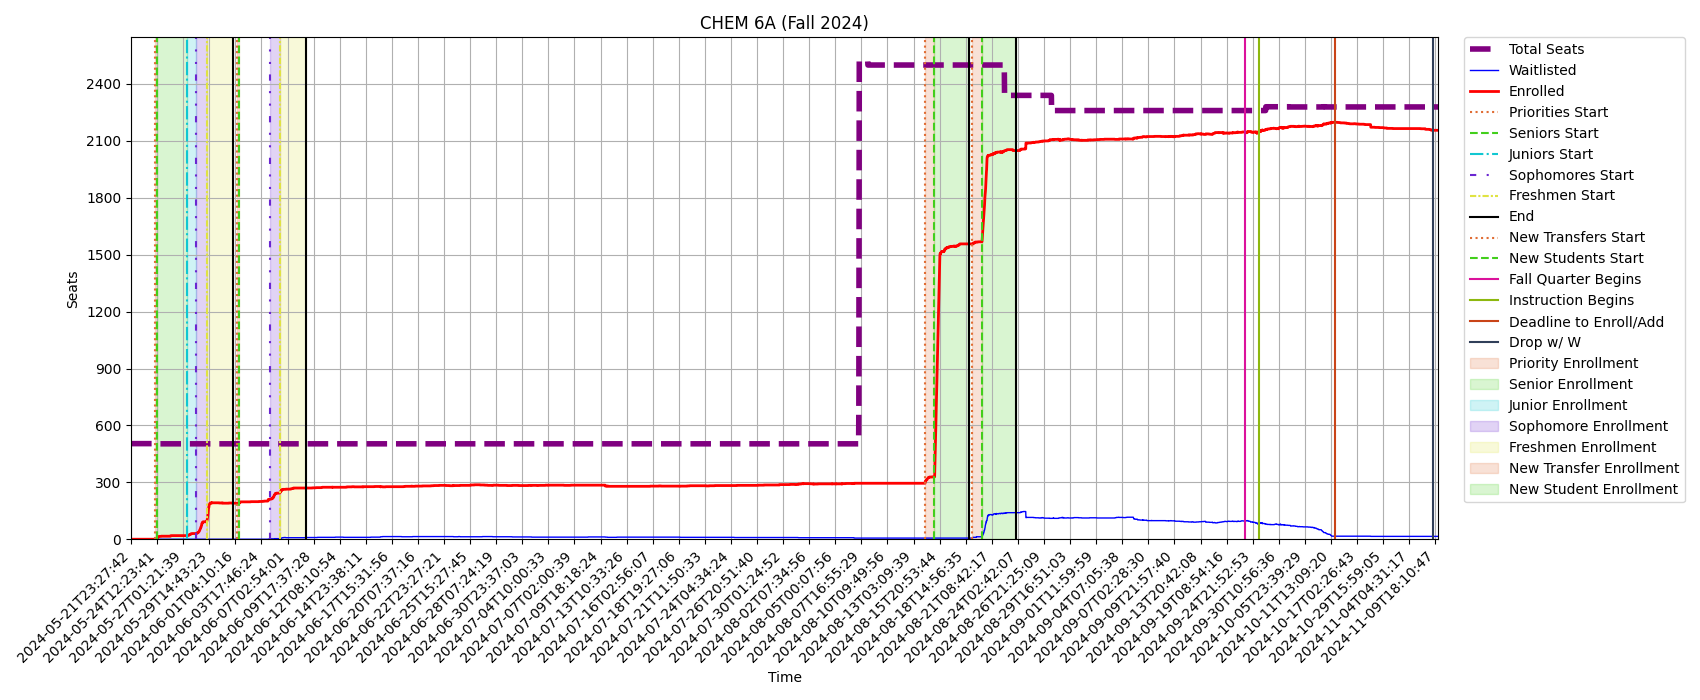 CHEM 6A (Fall 2024)
Seats
2400
2100
1800
1500
1200
900
600
300
0
2024-05-21T23:27:42
2024-05-24T12:23:41
2024-05-27T01:21:39
2024-05-29T14:43:23
2024-06-01T04:10:16
2024-06-03T17:46:24
2024-06-07T02:54:01
2024-06-09T17:37:28
2024-06-12T08:10:54
2024-06-14T23:38:11
2024-06-17T15:31:56
2024-06-20T07:37:16
2024-06-22T23:27:21
2024-06-25T15:27:45
2024-06-28T07:24:19
2024-06-30T23:37:03
2024-07-04T10:00:33
2024-07-07T02:00:39
2024-07-09T18:18:24
2024-07-13T10:33:26
2024-07-16T02:56:07
2024-07-18T19:27:06
2024-07-21T11:50:33
2024-07-24T04:34:24
2024-07-26T20:51:40
2024-07-30T01:24:52
2024-08-02T07:34:56
2024-08-05T00:07:56
2024-08-07T16:55:29
2024-08-10T09:49:56
2024-08-13T03:09:39
2024-08-15T20:53:44
2024-08-18T14:56:35
2024-08-21T08:42:17
2024-08-24T02:42:07
2024-08-26T21:25:09
2024-08-29T16:51:03
2024-09-01T11:59:59
2024-09-04T07:05:38
2024-09-07T02:28:30
2024-09-09T21:57:40
2024-09-13T20:42:08
2024-09-19T08:54:16
2024-09-24T21:52:53
2024-09-30T10:56:36
2024-10-05T23:39:29
2024-10-11T13:09:20
2024-10-17T02:26:43
2024-10-29T15:59:05
2024-11-04T04:31:17
2024-11-09T18:10:47
Time
Total Seats
Waitlisted
Enrolled
Priorities Start
Seniors Start
Juniors Start
Sophomores Start
Freshmen Start
End
New Transfers Start
New Students Start
Fall Quarter Begins
Instruction Begins
Deadline to Enroll/Add
Drop w/ W
Priority Enrollment
Senior Enrollment
Junior Enrollment
Sophomore Enrollment
Freshmen Enrollment
New Transfer Enrollment
New Student Enrollment